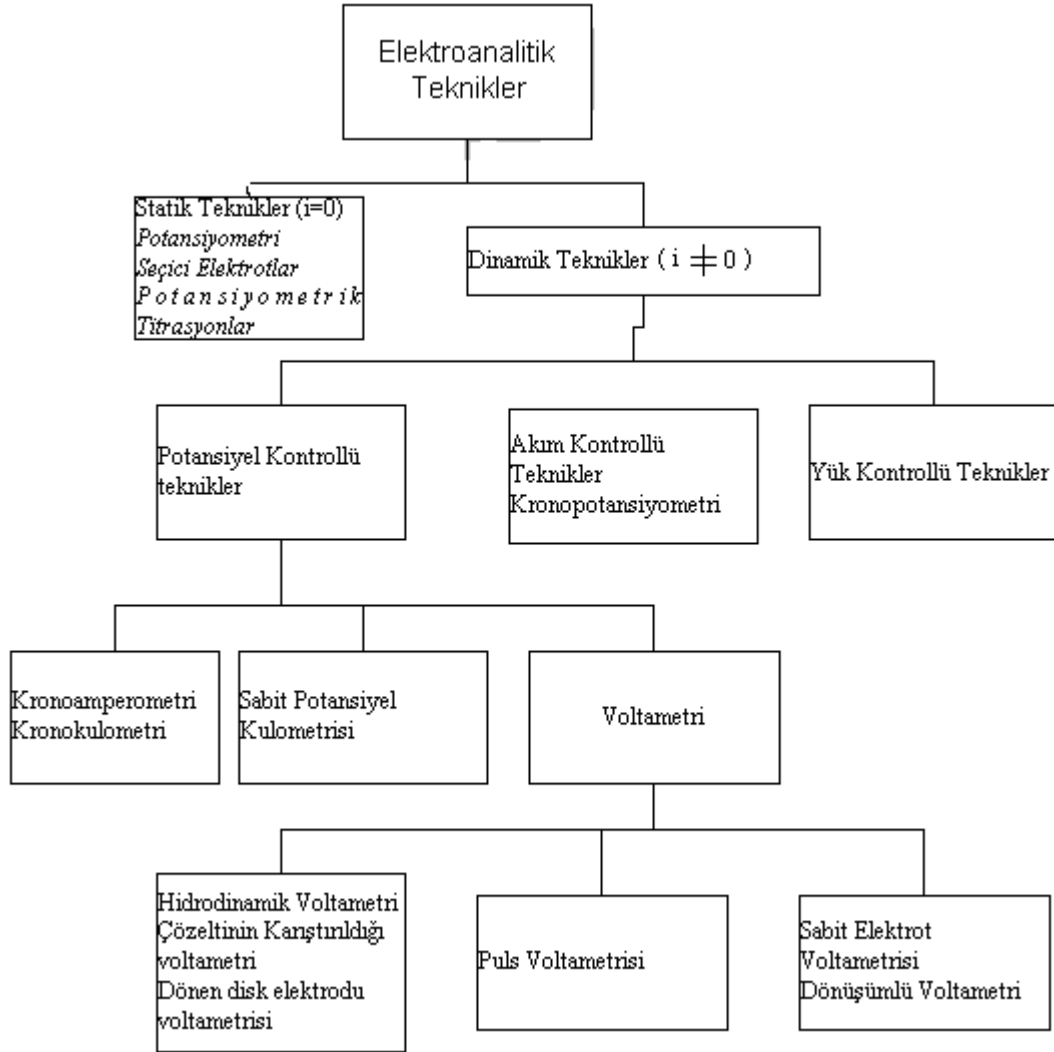 Elektroanalitik
Teknikler
Statik Teknikler (i=0)
Potansiyometri
Seçici Elektrotlar
Potansiyometrik
Titrasyonlar
Dinamik Teknikler ( i ≠ 0 )
Potansiyel Kontrollü
teknikler
Akım Kontrollü
Teknikler
Kronopotansiyometri
Yük Kontrollü Teknikler
Kronoamperometri
Kronokulometri
Sabit Potansiyel
Kulometrisi
Voltametri
Hidrodinamik Voltametri
Çözeltinin Karıştırıldığı
voltametri
Dönen disk elektrodu
voltametrisi
Puls Voltametrisi
Sabit Elektrot
Voltametrisi
Dönüşümlü Voltametri